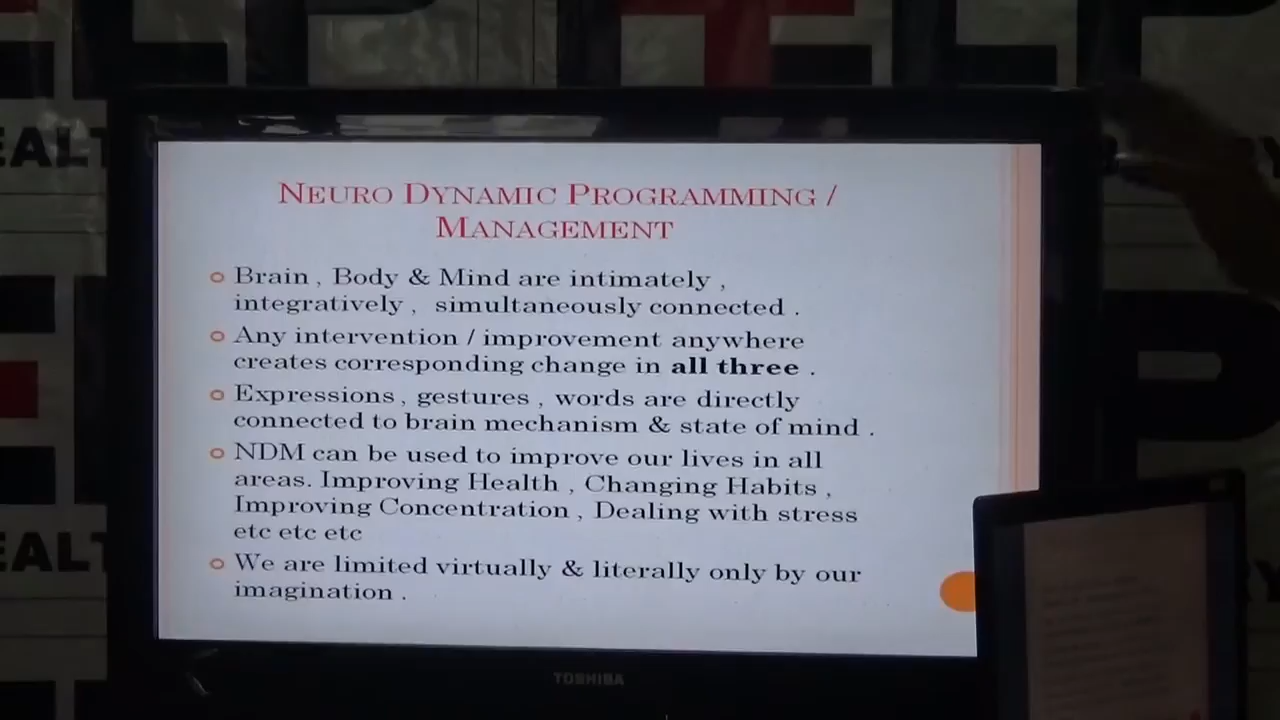 HELP
EALT
NEURO DYNAMIC PROGRAMMING /
MANAGEMENT
Brain , Body & Mind are intimately ,
integratively , simultaneously connected .
Any intervention / improvement anywhere
creates corresponding change in all three .
Expressions , gestures , words are directly
connected to brain mechanism & state of mind .
NDM can be used to improve our lives in all
areas. Improving Health , Changing Habits ,
Improving Concentration , Dealing with stress
etc etc etc
We are limited virtually & literally only by our
imagination .
EALT
P
TOSHIBA